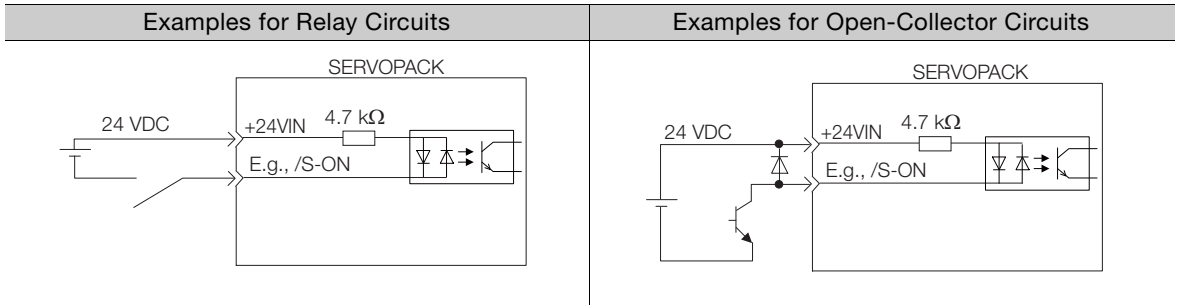 Examples for Relay Circuits
Examples for Open-Collector Circuits
SERVOPACK
24 VDC
+24VIN
4.7 kΩ
E.g., /S-ON
SERVOPACK
24 VDC
+24VIN
4.7 kΩ
E.g., /S-ON